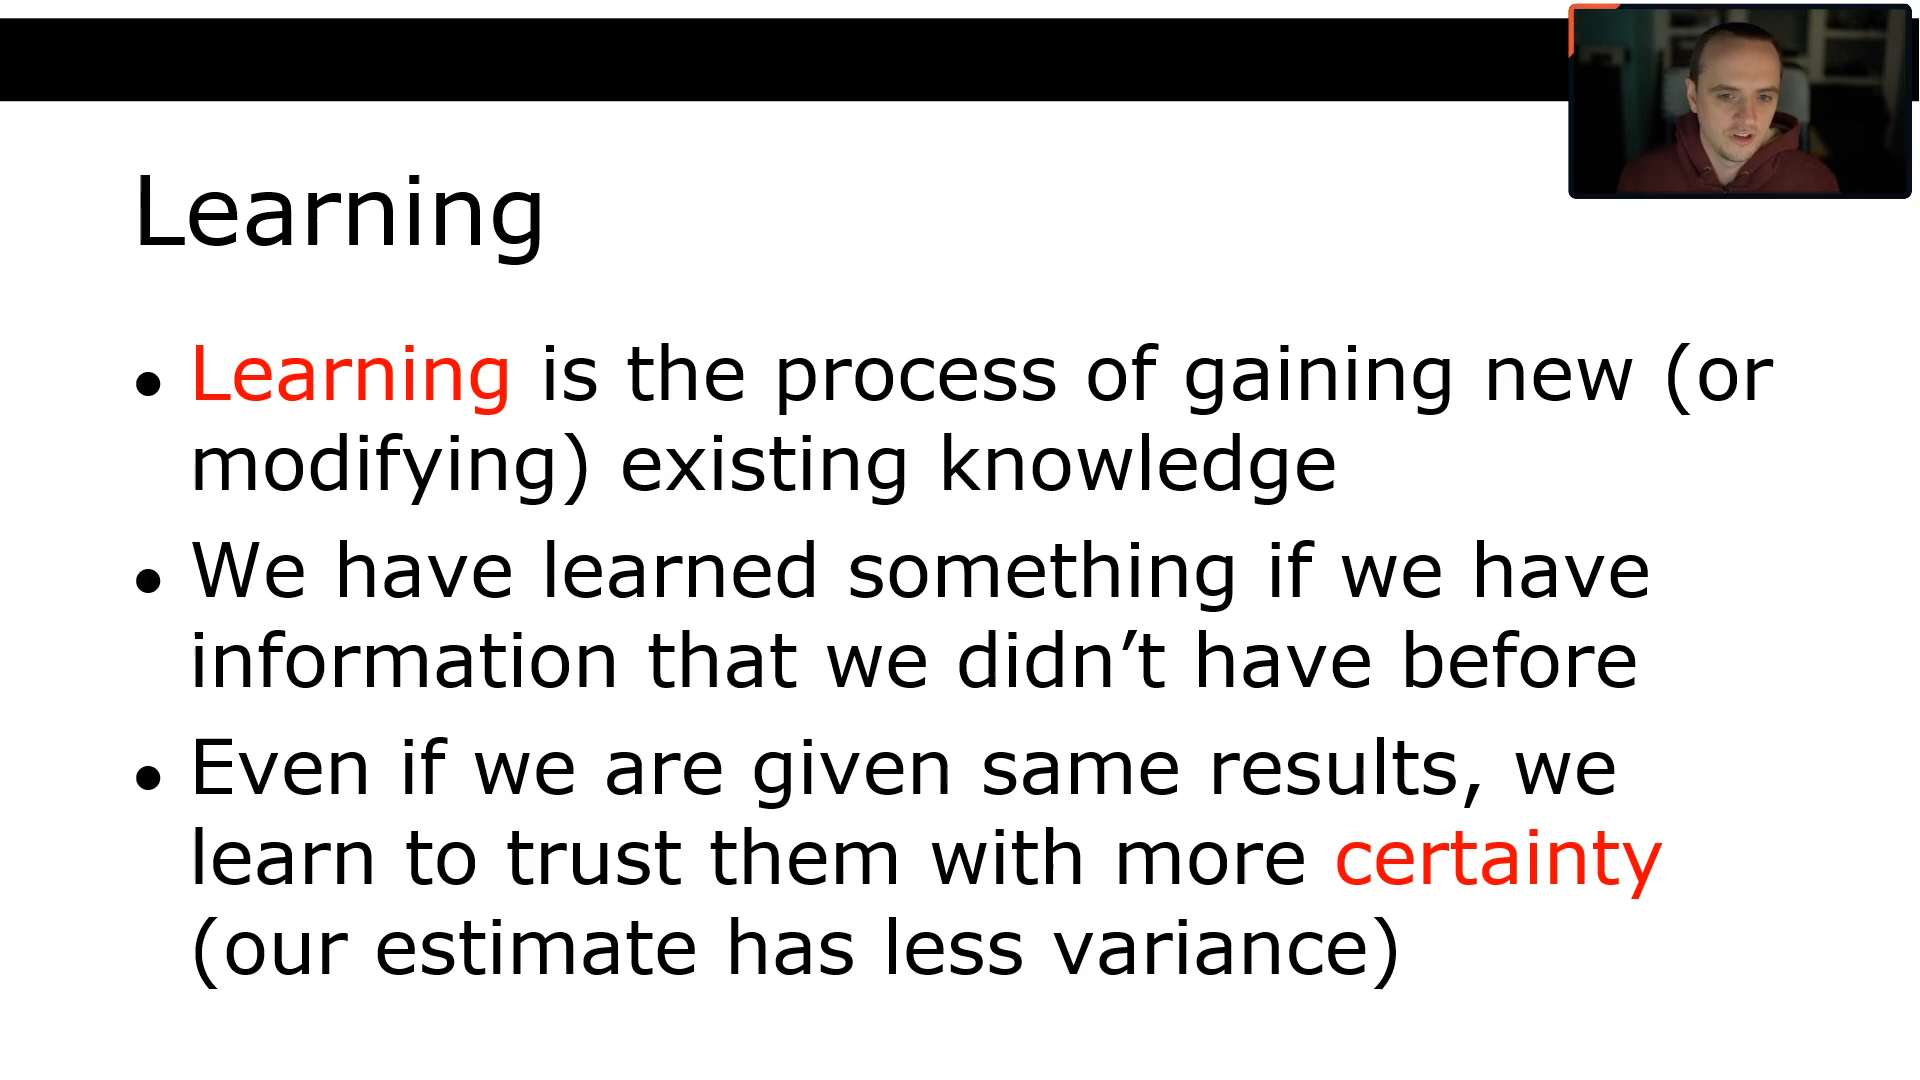 Learning
• Learning is the process of gaining new (or
modifying) existing knowledge
• We have learned something if we have
information that we didn’t have before
• Even if we are given same results, we
learn to trust them with more certainty
(our estimate has less variance)